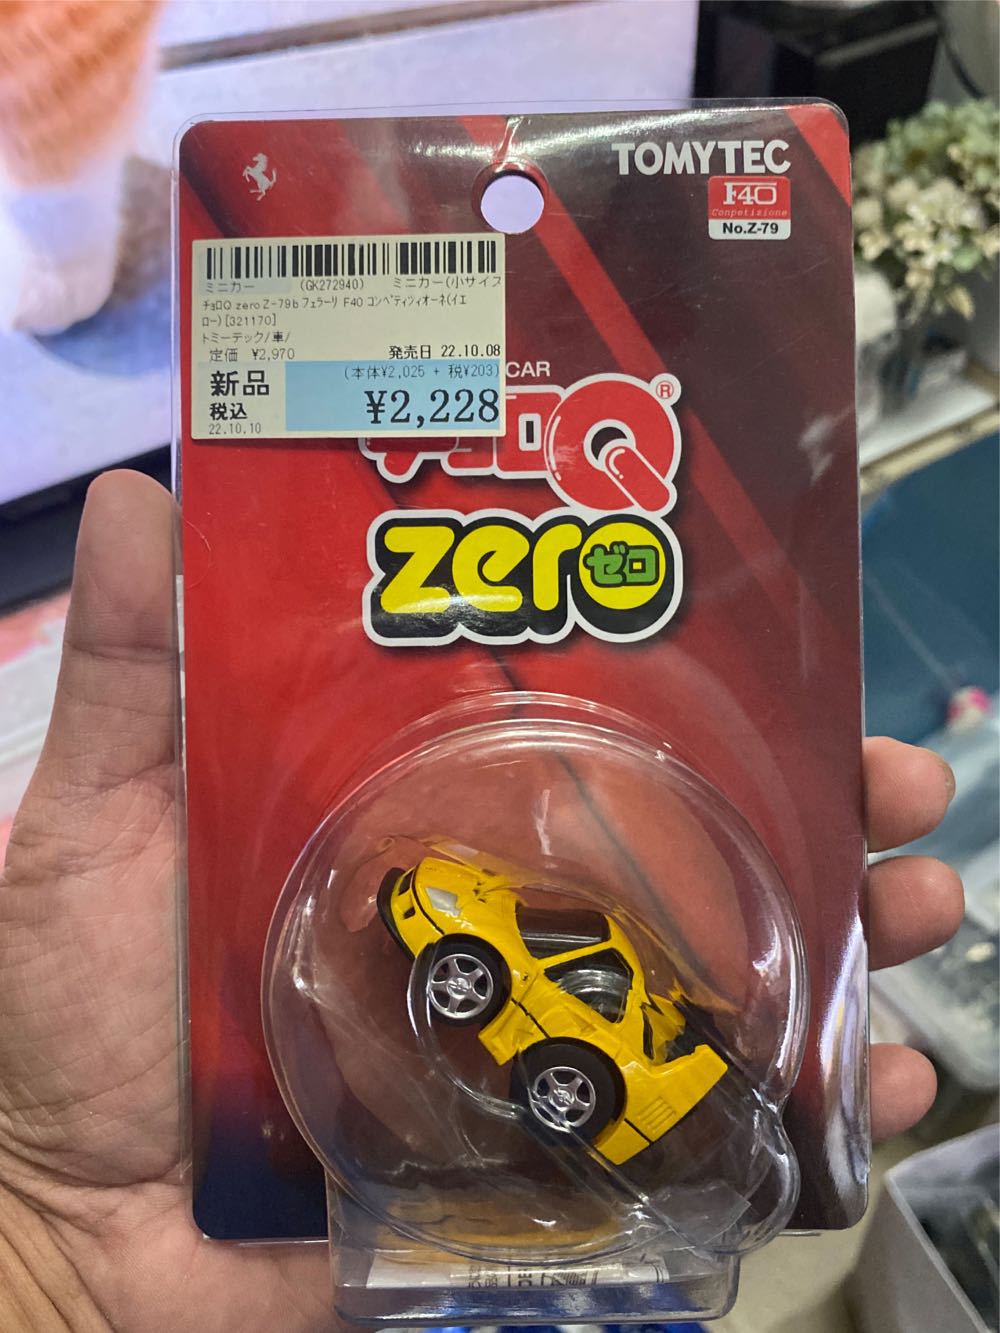 TOMYTEC
F40
Competizione
No.Z-79
ミニカー (GK272940) ミニカー(小サイズ
チョロQ zero Z-79b フェラーリ F40 コンペティツィオーネ(イエ
ロー)[321170]
トミーテック/車/
定価 ¥2,970 発売日 22.10.08
新品 (本体¥2,025 + 税¥203)
税込 ¥2,228
22.10.10
CAR
チョロQ®
zero
ゼロ